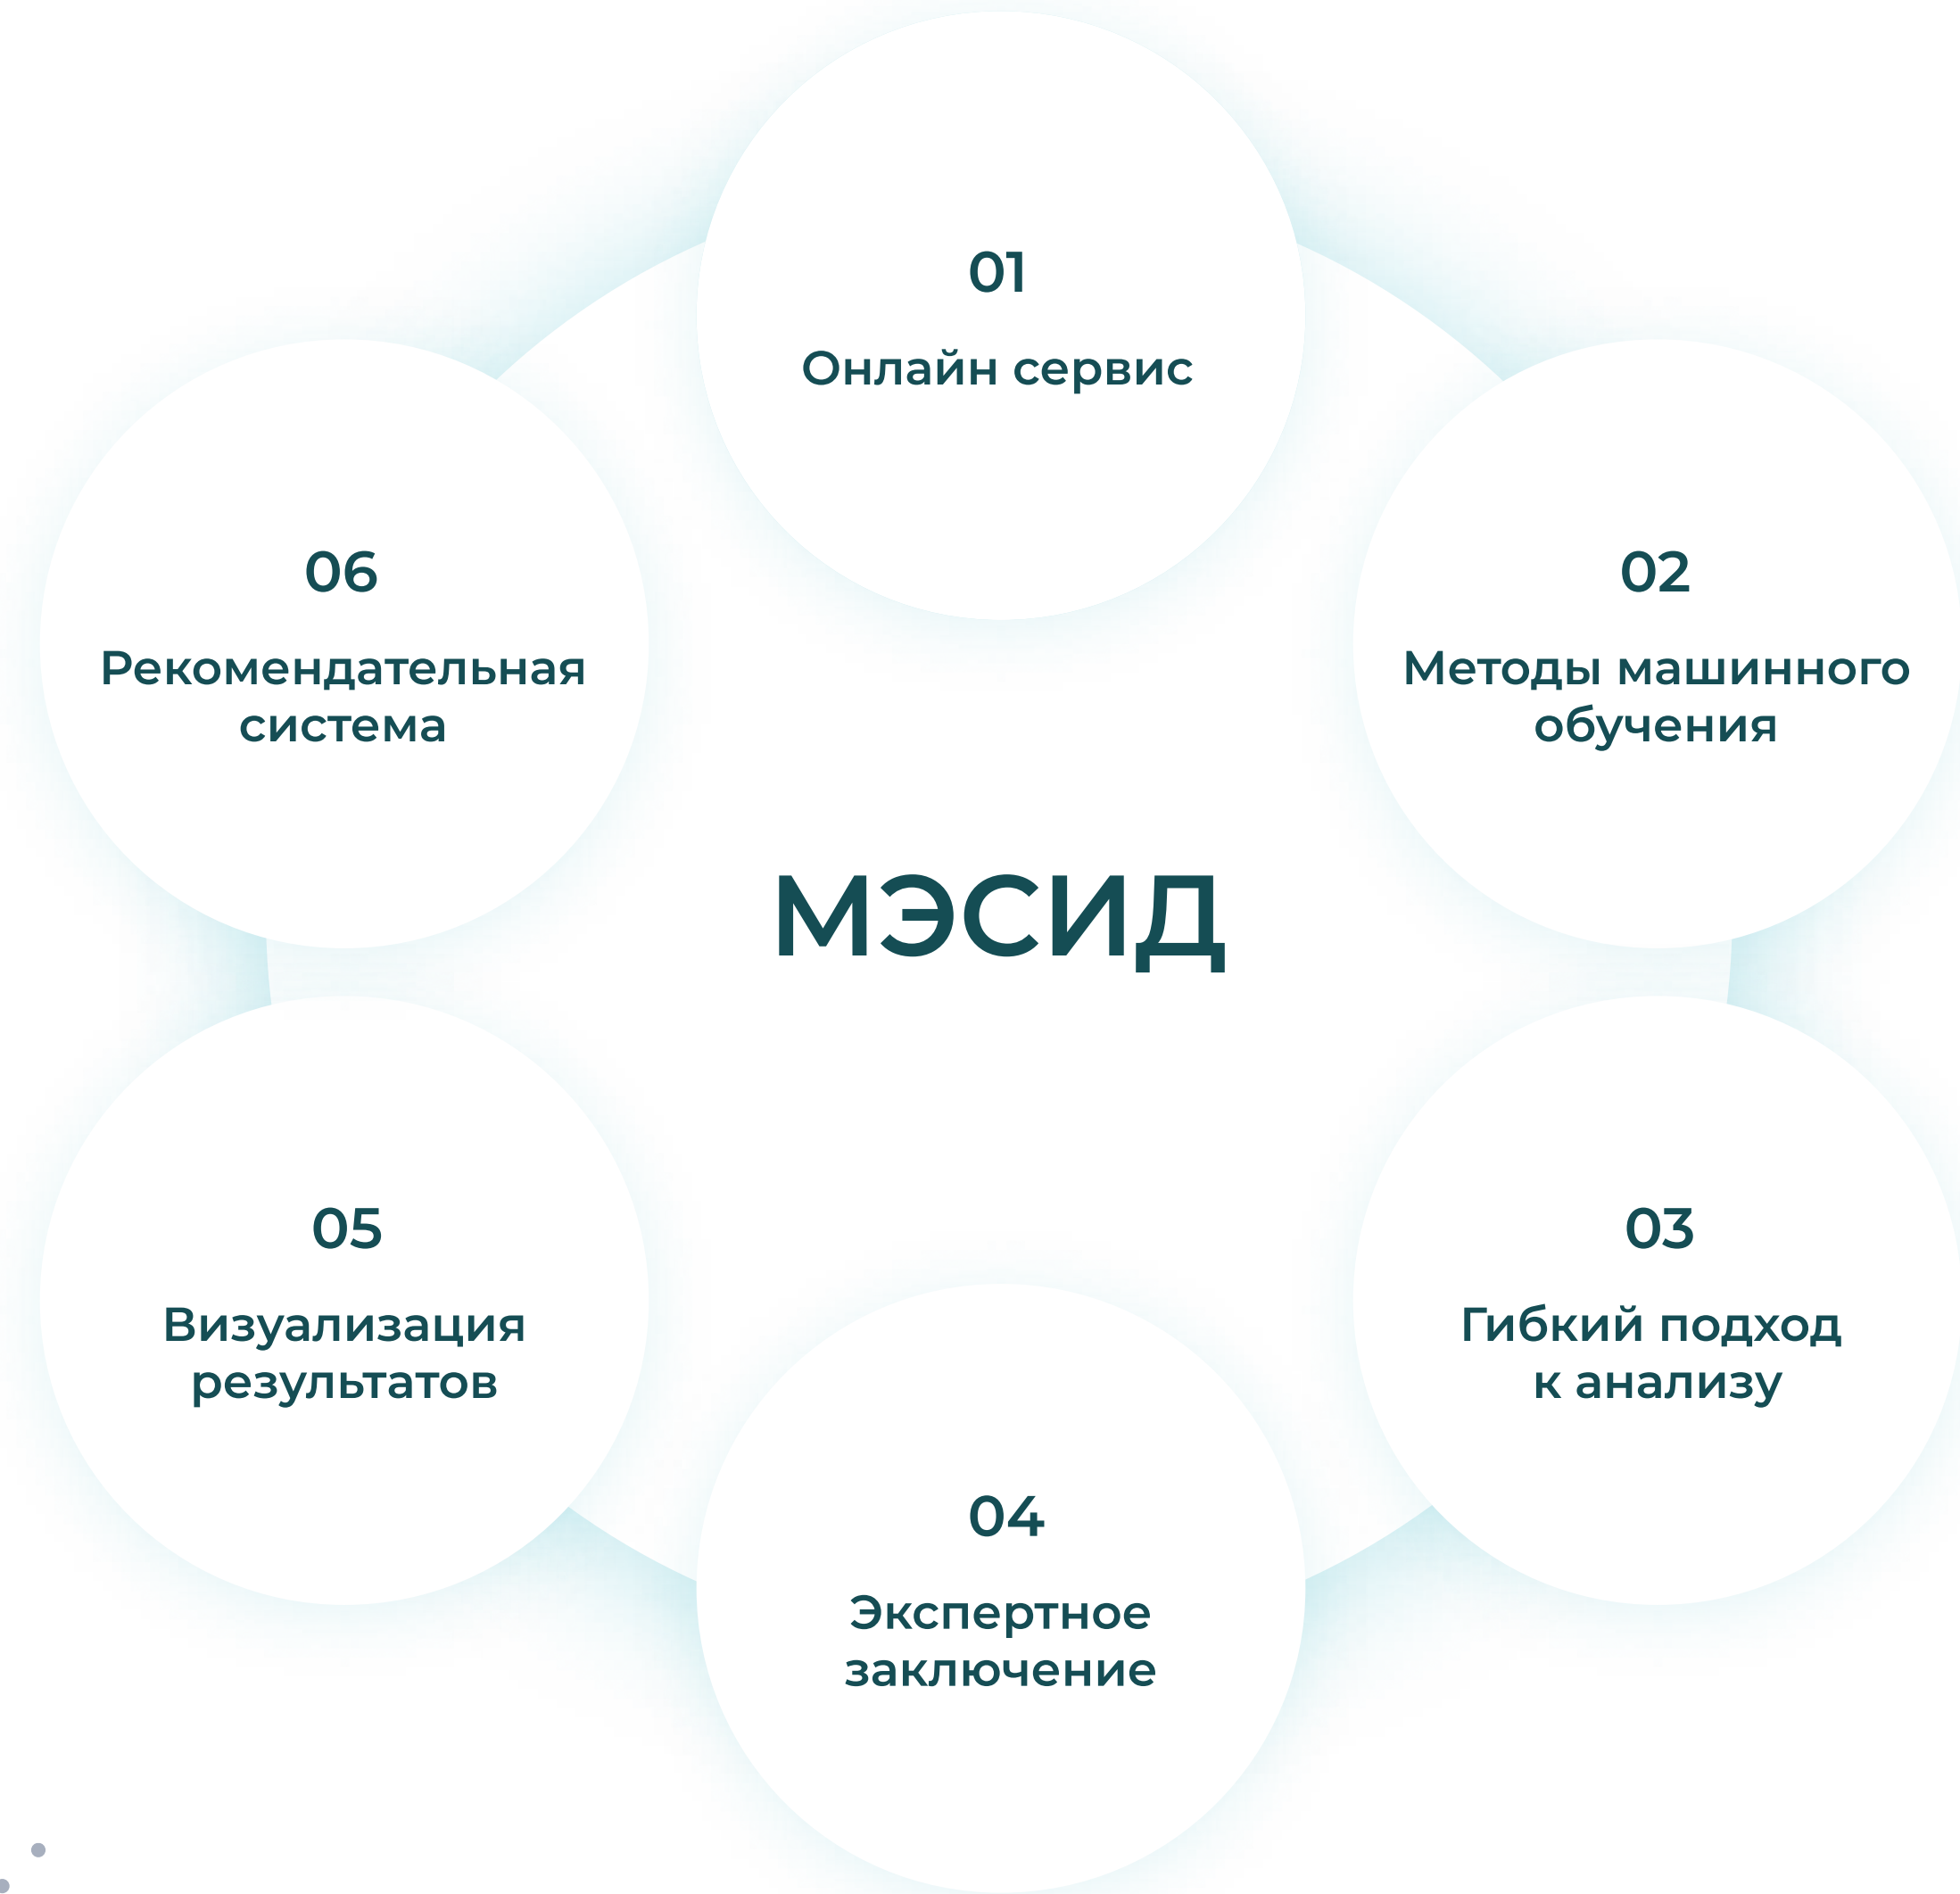 01
Онлайн сервис
02
Методы машинного
обучения
03
Гибкий подход
к анализу
04
Экспертное
заключение
05
Визуализация
результатов
06
Рекомендательная
система
МЭСИД